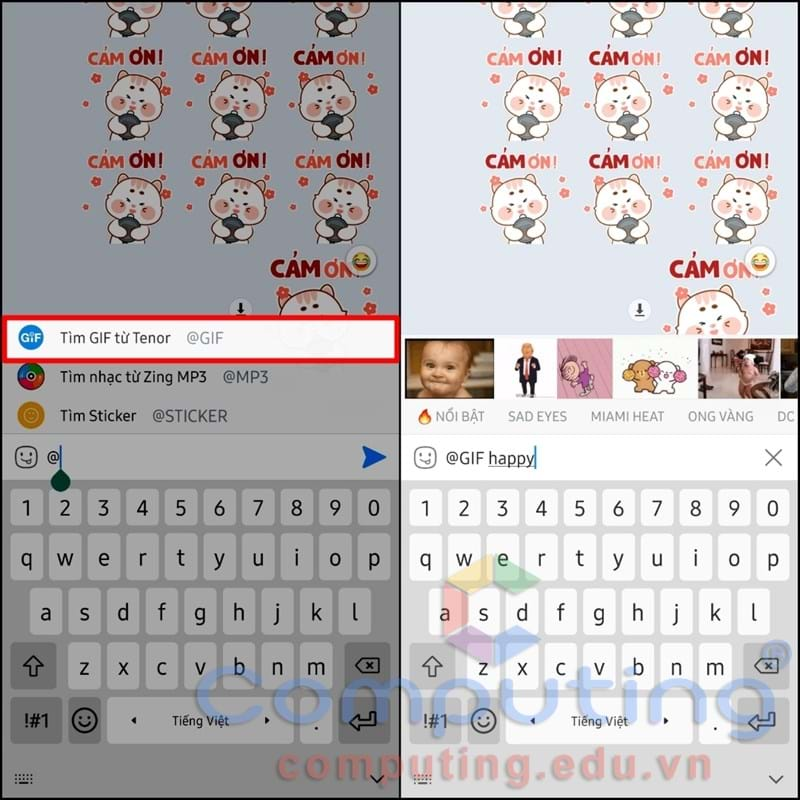 CẢM ƠN! CẢM ƠN! CẢM ƠN!
CẢM ƠN! CẢM ƠN! CẢM ƠN!
CẢM ƠN!
GIF Tìm GIF từ Tenor @GIF
Tìm nhạc từ Zing MP3 @MP3
Tìm Sticker @STICKER
@
1 2 3 4 5 6 7 8 9 0
q w e r t y u i o p
a s d f g h j k l
z x c v b n m
!#1 Tiếng Việt .
CẢM ƠN! CẢM ƠN! CẢM ƠN!
CẢM ƠN! CẢM ƠN! CẢM ƠN!
CẢM ƠN!
NỔI BẬT SAD EYES MIAMI HEAT ONG VÀNG DC
@GIF happy
1 2 3 4 5 6 7 8 9 0
q w e r t y u i o p
a s d f g h j k l
z x c v b n m
!#1 Tiếng Việt .
Computing
computing.edu.vn